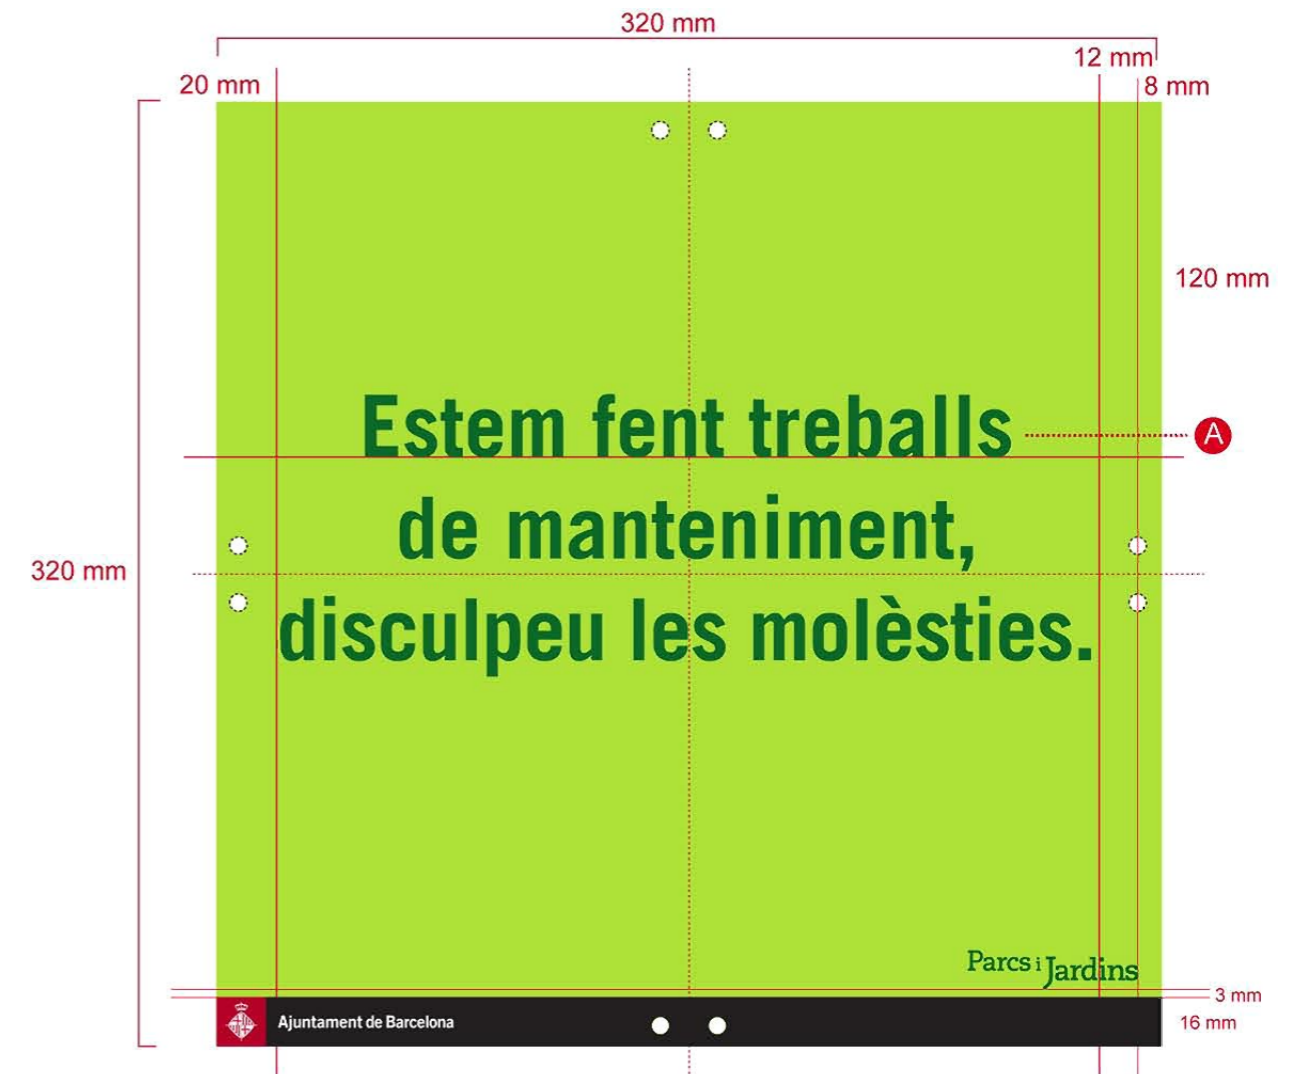 320 mm
12 mm
20 mm
8 mm
120 mm
Estem fent treballs
A
de manteniment,
320 mm
disculpeu les molèsties.
Parcs i Jardins
3 mm
Ajuntament de Barcelona
16 mm